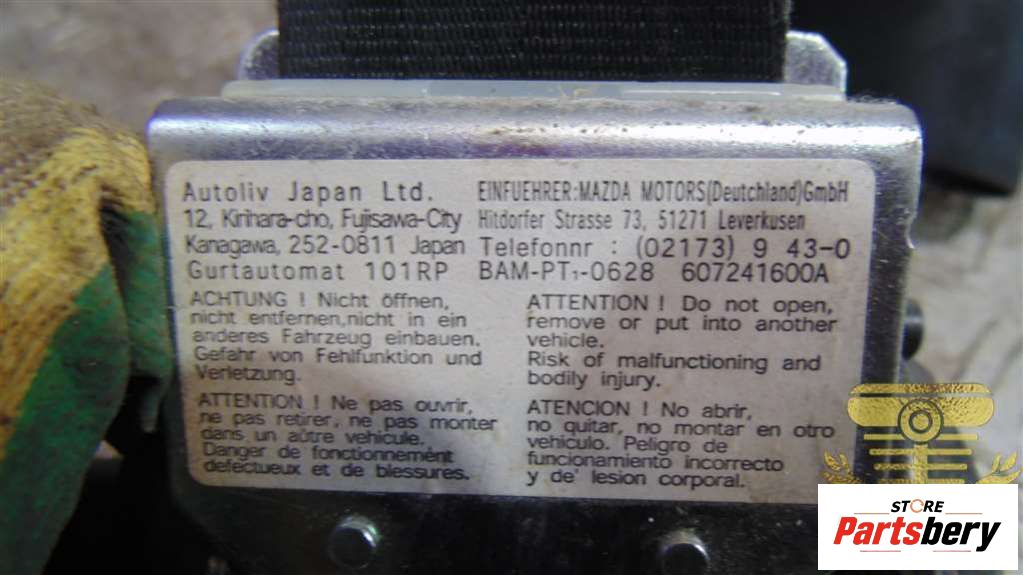 Autoliv Japan Ltd.
12, Kirihara-cho, Fujisawa-City
Kanagawa, 252-0811 Japan
Gurtautomat 101RP
EINFUEHRER:MAZDA MOTORS(Deutchland)GmbH
Hitdorfer Strasse 73, 51271 Leverkusen
Telefonnr : (02173) 9 43-0
BAM-PT1-0628 607241600A
ACHTUNG ! Nicht öffnen,
nicht entfernen,nicht in ein
anderes Fahrzeug einbauen.
Gefahr von Fehlfunktion und
Verletzung.
ATTENTION ! Do not open,
remove or put into another
vehicle.
Risk of malfunctioning and
bodily injury.
ATTENTION ! Ne pas ouvrir,
ne pas retirer, ne pas monter
dans un aûtre vehicule.
Danger de fonctionnement
defectueux et de blessures.
ATENCION ! No abrir,
no quitar, no montar en otro
vehiculo. Peligro de
funcionamiento incorrecto
y de' lesion corporal.
STORE
Partsbery